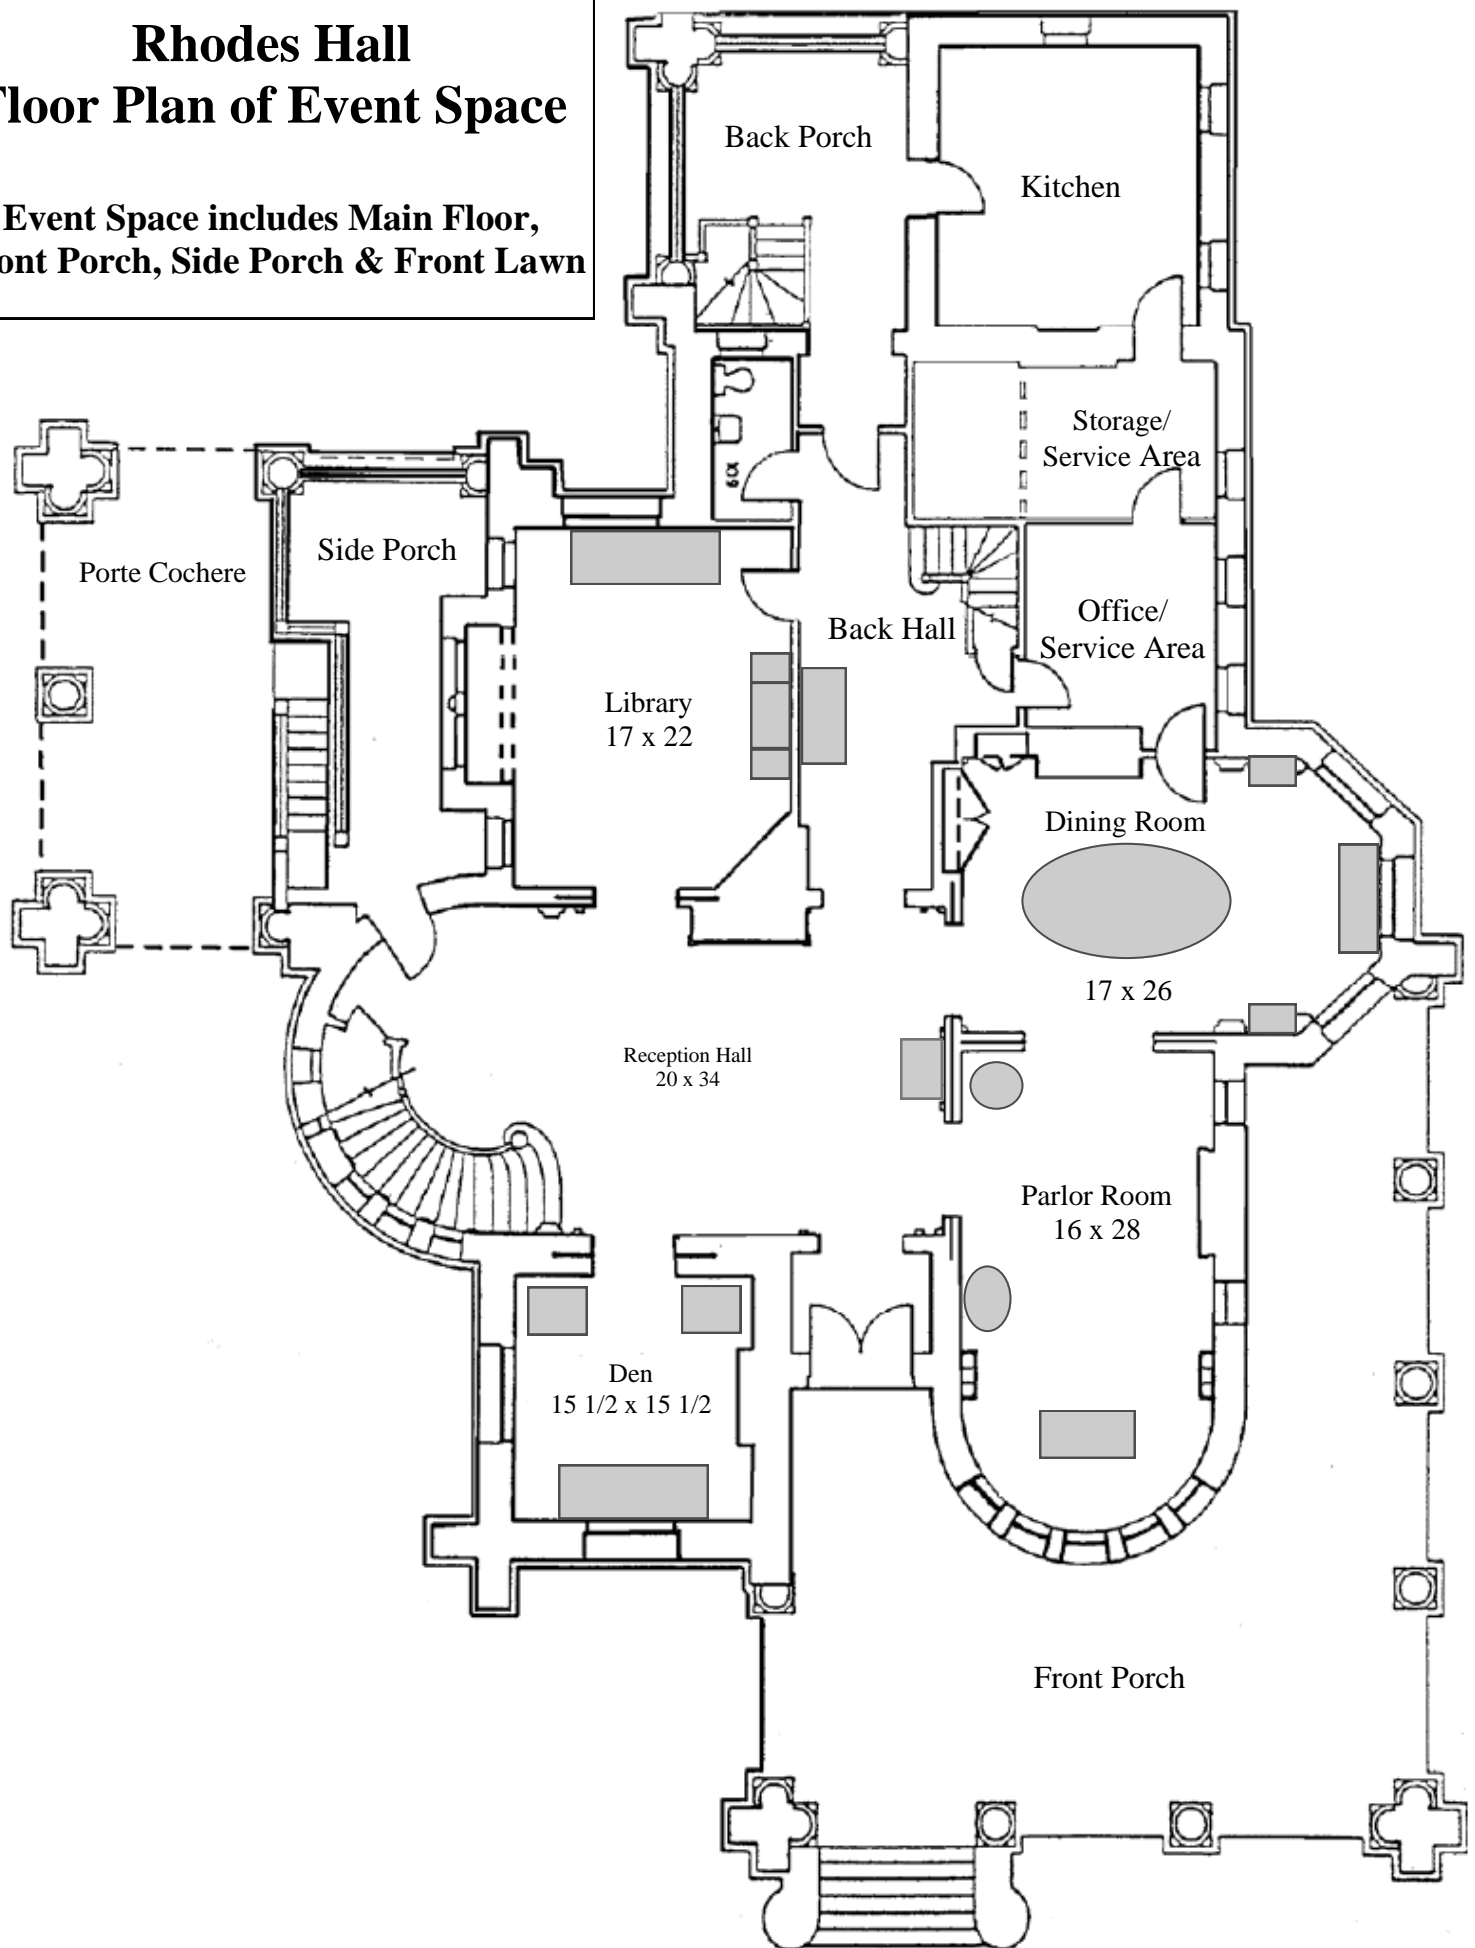 Rhodes Hall
Floor Plan of Event Space
Event Space includes Main Floor,
ont Porch, Side Porch & Front Lawn
Back Porch
Kitchen
Storage/
Service Area
Side Porch
Porte Cochere
Office/
Service Area
Back Hall
Library
17 x 22
Dining Room
17 x 26
Reception Hall
20 x 34
Parlor Room
16 x 28
Den
15 1/2 x 15 1/2
Front Porch